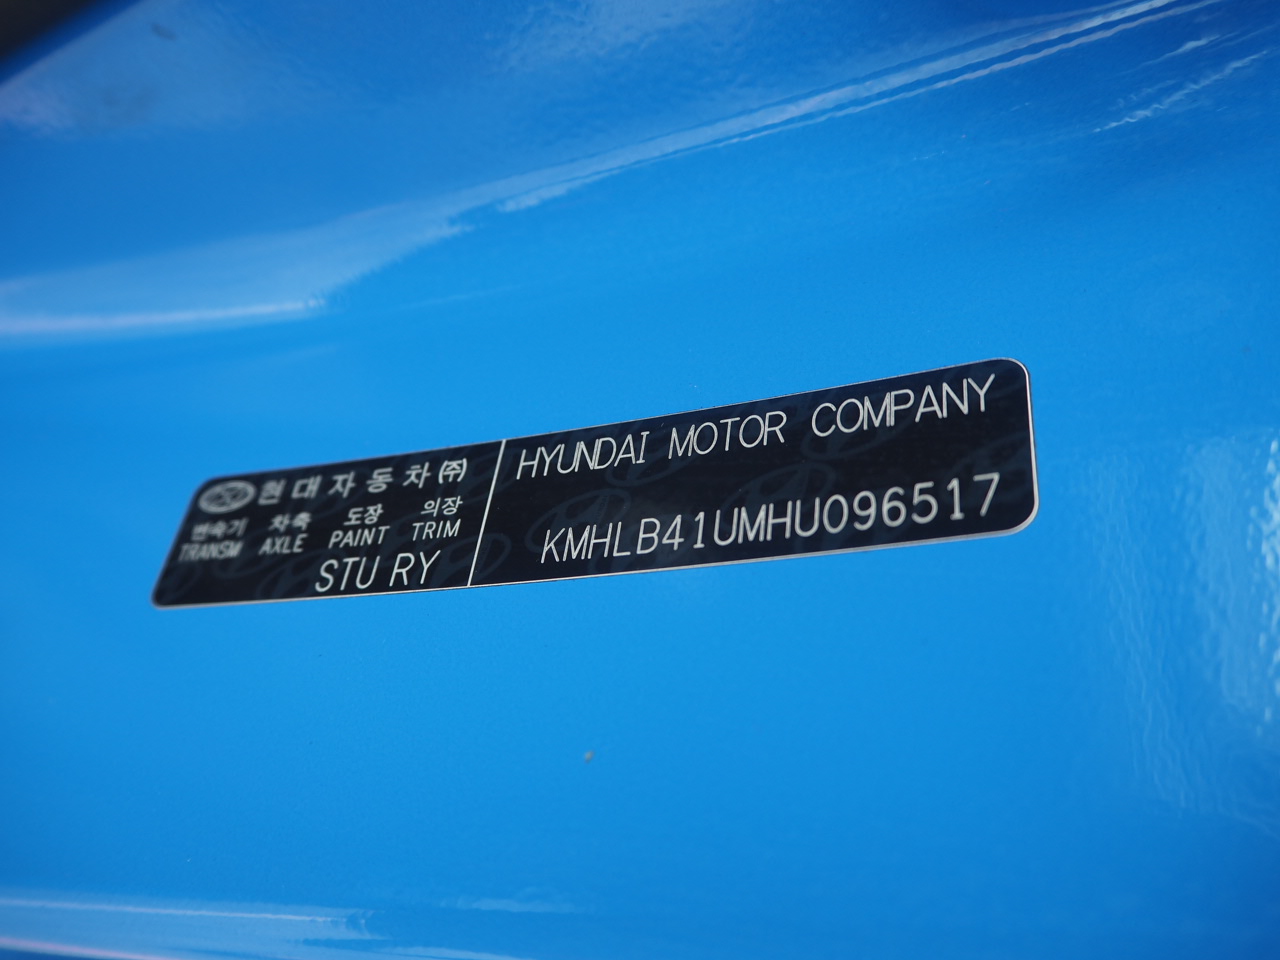 현대자동차(주)
변속기 차축 도장 의장
TRANSM AXLE PAINT TRIM
STU RY
HYUNDAI MOTOR COMPANY
KMHLB41UMHU096517